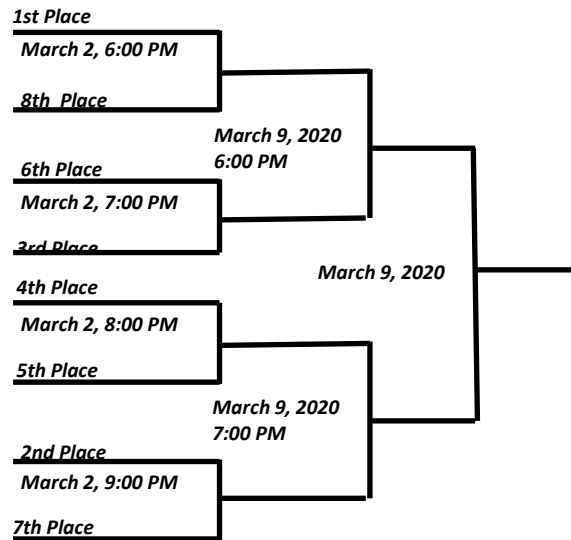 1st Place
March 2, 6:00 PM
8th Place
March 9, 2020
6:00 PM
6th Place
March 2, 7:00 PM
3rd Place
March 9, 2020
4th Place
March 2, 8:00 PM
5th Place
March 9, 2020
7:00 PM
2nd Place
March 2, 9:00 PM
7th Place